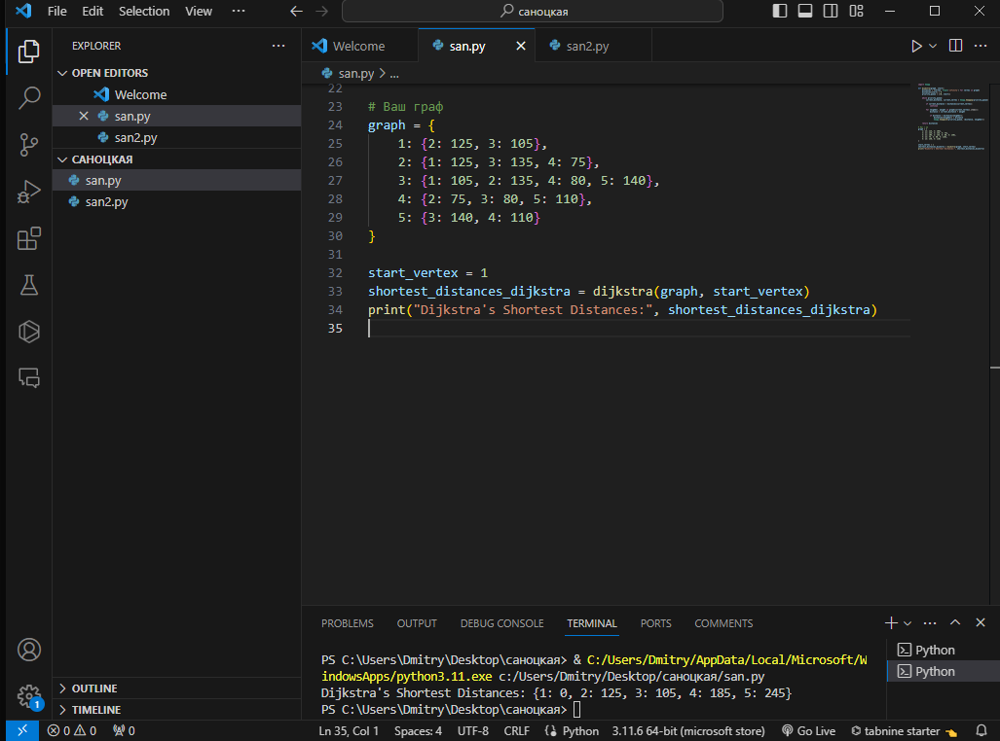 File Edit Selection View ··· саноцкая
EXPLORER ···
OPEN EDITORS
Welcome
san.py
san2.py
САНОЦКАЯ
san.py
san2.py
OUTLINE
TIMELINE
Welcome san.py san2.py ···
san.py > ...
22
23 # Ваш граф
24 graph = {
25 1: {2: 125, 3: 105},
26 2: {1: 125, 3: 135, 4: 75},
27 3: {1: 105, 2: 135, 4: 80, 5: 140},
28 4: {2: 75, 3: 80, 5: 110},
29 5: {3: 140, 4: 110}
30 }
31
32 start_vertex = 1
33 shortest_distances_dijkstra = dijkstra(graph, start_vertex)
34 print("Dijkstra's Shortest Distances:", shortest_distances_dijkstra)
35
PROBLEMS OUTPUT DEBUG CONSOLE TERMINAL PORTS COMMENTS
PS C:\Users\Dmitry\Desktop\саноцкая> & C:/Users/Dmitry/AppData/Local/Microsoft/W
indowsApps/python3.11.exe c:/Users/Dmitry/Desktop/саноцкая/san.py
Dijkstra's Shortest Distances: {1: 0, 2: 125, 3: 105, 4: 185, 5: 245}
PS C:\Users\Dmitry\Desktop\саноцкая>
Python
Python
1
0 0 0 Ln 35, Col 1 Spaces: 4 UTF-8 CRLF {} Python 3.11.6 64-bit (microsoft store) Go Live tabnine starter